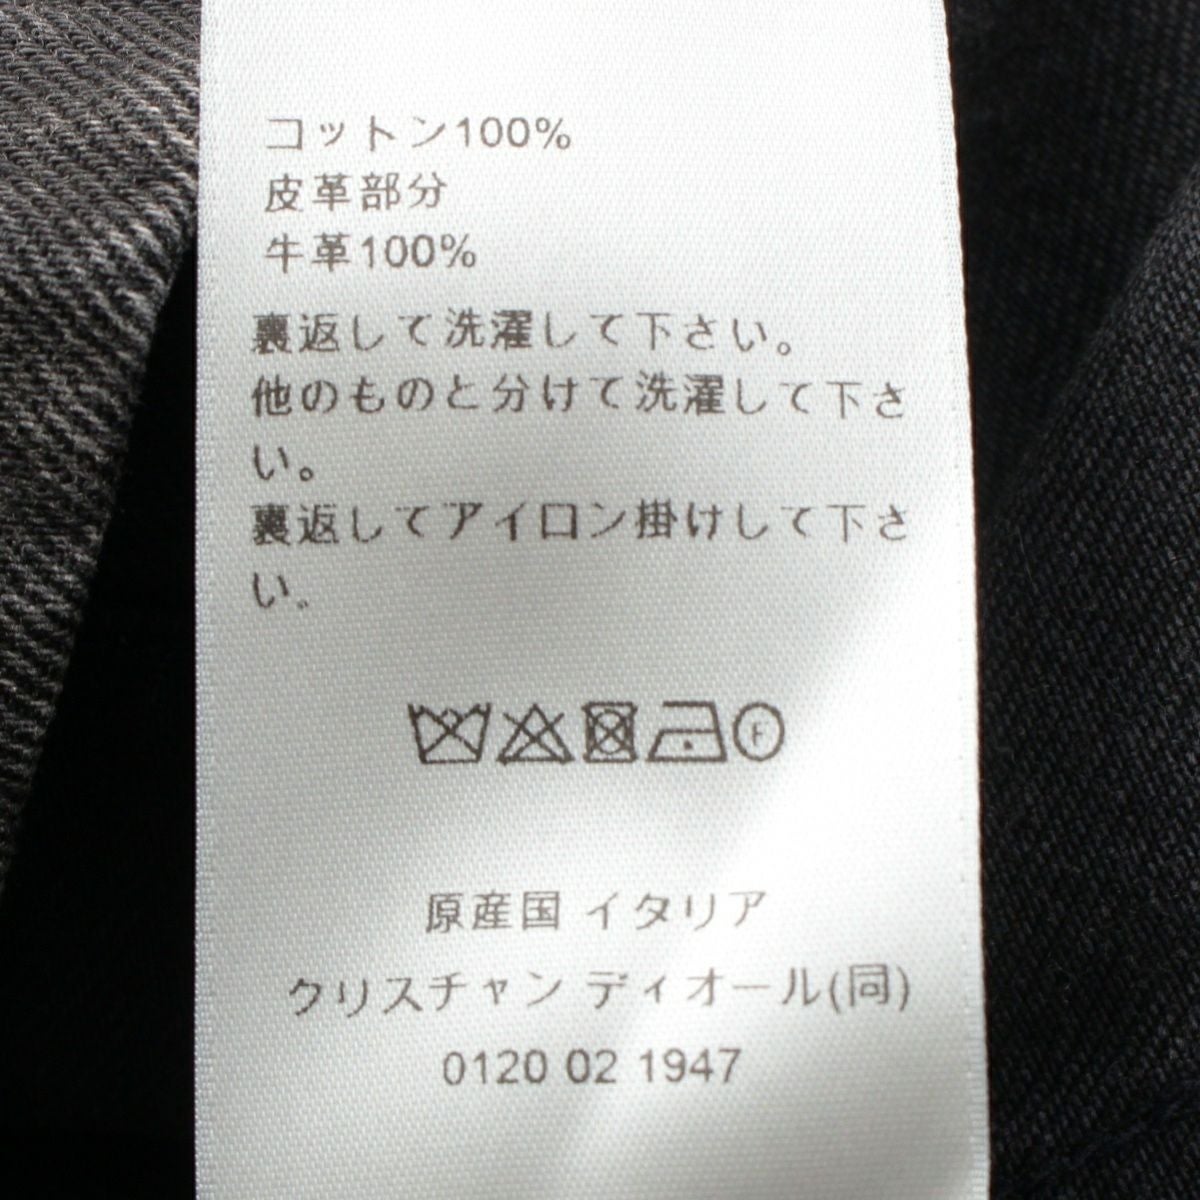 コットン100%
皮革部分
牛革100%
裏返して洗濯して下さい。
他のものと分けて洗濯して下さ
い。
裏返してアイロン掛けして下さ
い。
F
原産国 イタリア
クリスチャン ディオール(同)
0120 02 1947